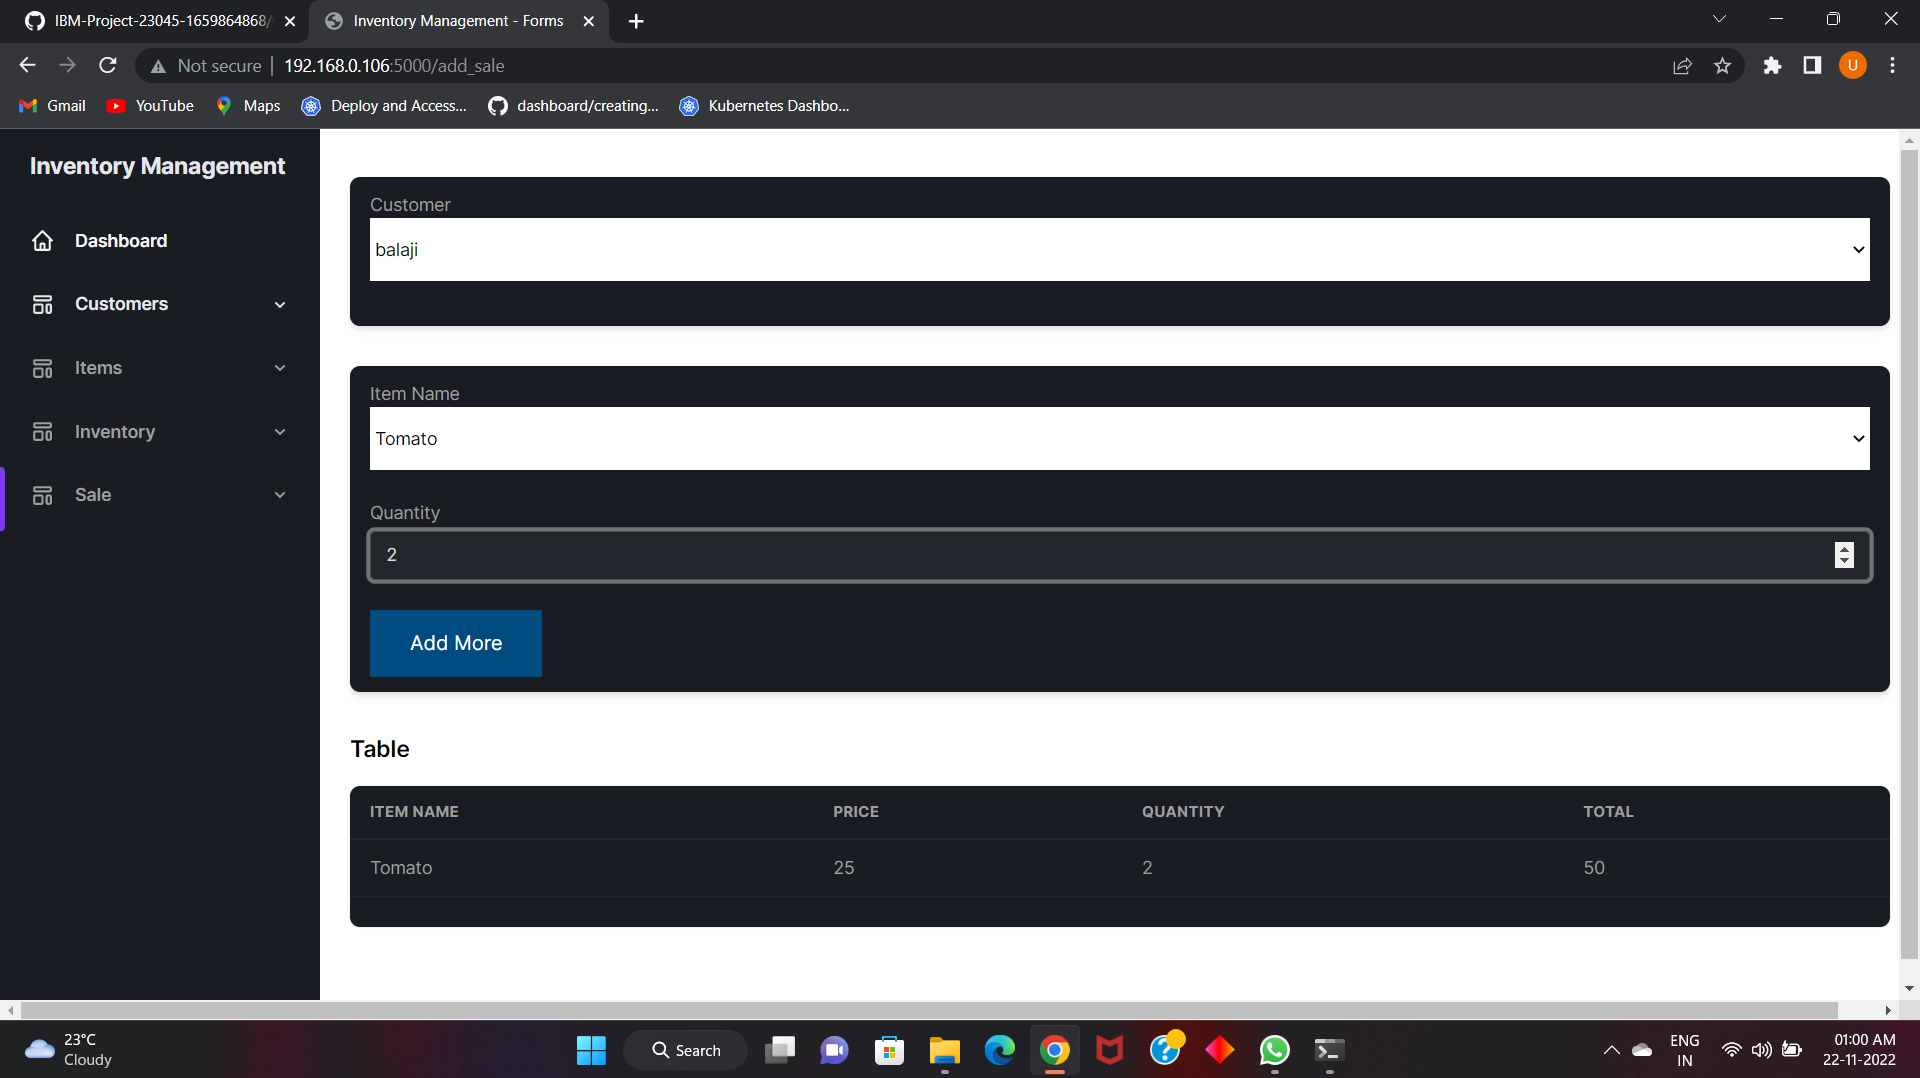 IBM-Project-23045-1659864868/
Inventory Management - Forms
Not secure
192.168.0.106:5000/add_sale
U
Gmail
YouTube
Maps
Deploy and Access...
dashboard/creating...
Kubernetes Dashbo...
Inventory Management
Dashboard
Customers
Items
Inventory
Sale
Customer
balaji
Item Name
Tomato
Quantity
2
Add More
Table
ITEM NAME PRICE QUANTITY TOTAL
Tomato 25 2 50
23°C
Cloudy
Search
ENG
IN
01:00 AM
22-11-2022